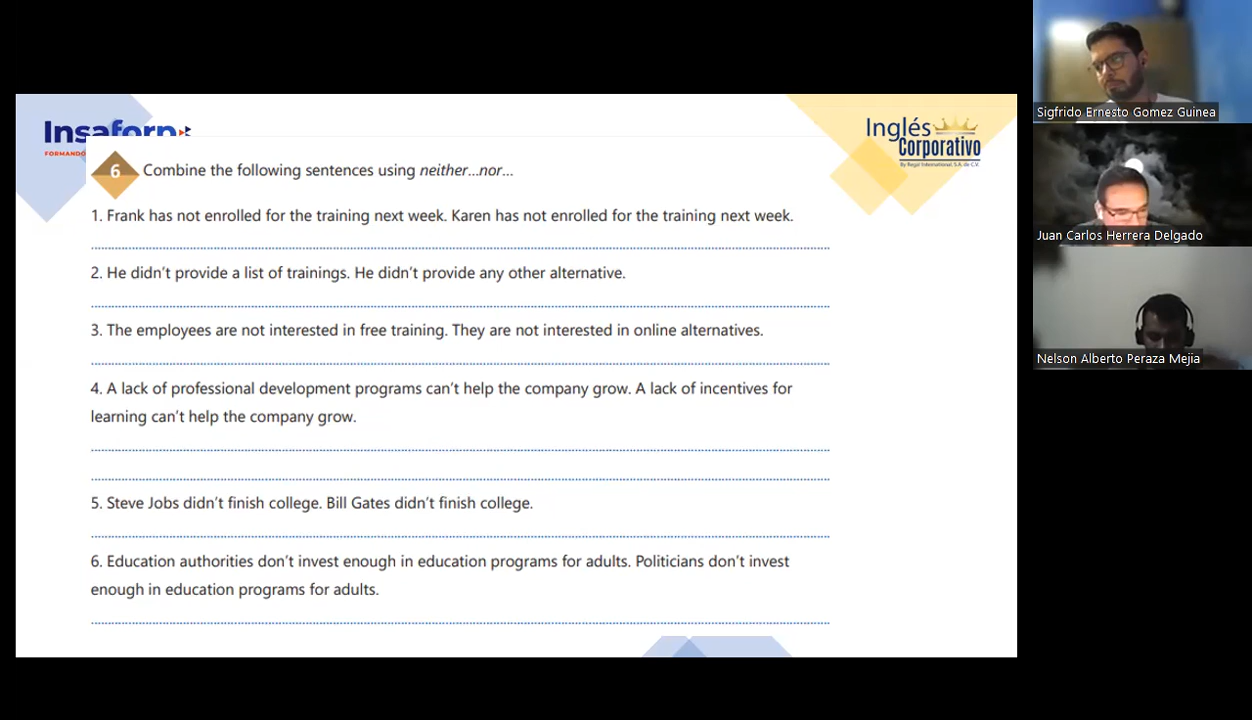 Insaforp
FORMANDO
Inglés
Corporativo
By Regal International, S.A. de C.V.
6 Combine the following sentences using neither...nor...
1. Frank has not enrolled for the training next week. Karen has not enrolled for the training next week.
2. He didn't provide a list of trainings. He didn't provide any other alternative.
3. The employees are not interested in free training. They are not interested in online alternatives.
4. A lack of professional development programs can't help the company grow. A lack of incentives for
learning can't help the company grow.
5. Steve Jobs didn't finish college. Bill Gates didn't finish college.
6. Education authorities don't invest enough in education programs for adults. Politicians don't invest
enough in education programs for adults.
Sigfrido Ernesto Gomez Guinea
Juan Carlos Herrera Delgado
Nelson Alberto Peraza Mejia